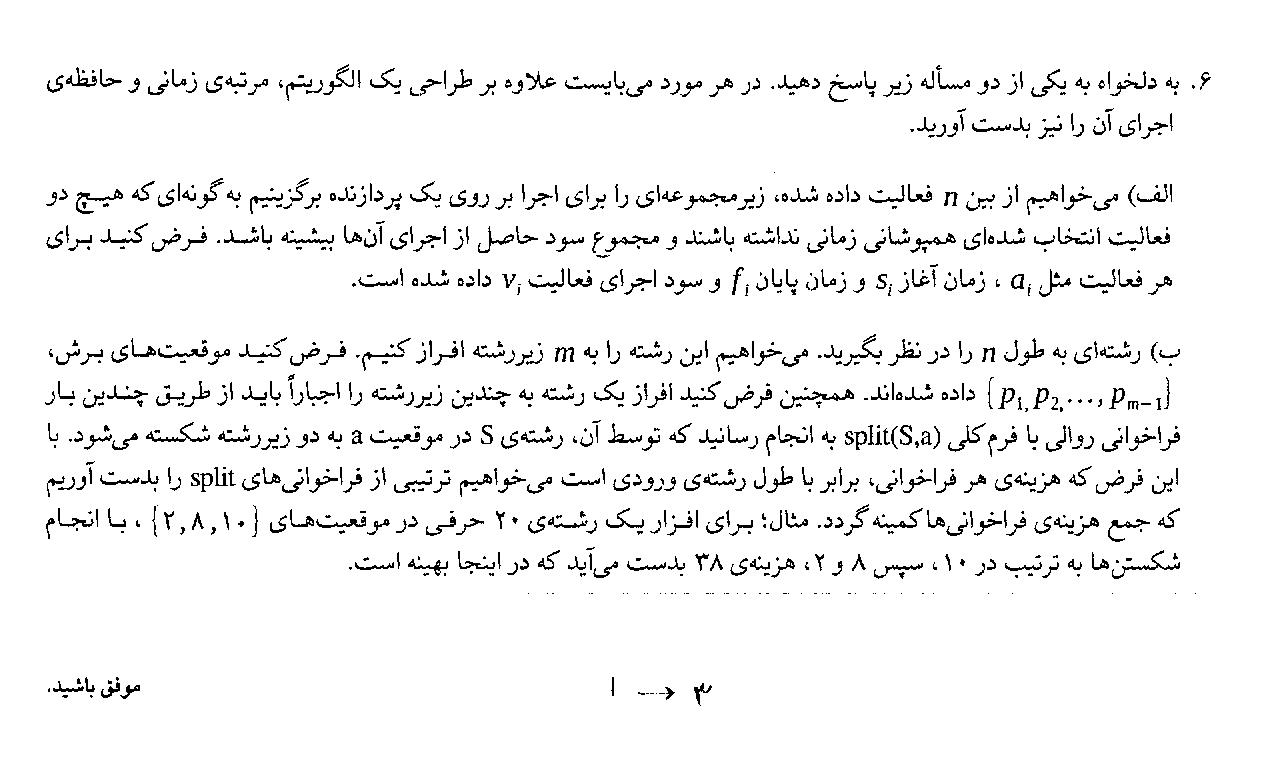 ۶. به دلخواه به یکی از دو مسأله زیر پاسخ دهید. در هر مورد می‌بایست علاوه بر طراحی یک الگوریتم، مرتبه‌ی زمانی و حافظه‌ی
اجرای آن را نیز بدست آورید.
الف) می‌خواهیم از بین n فعالیت داده شده، زیرمجموعه‌ای را برای اجرا بر روی یک پردازنده برگزینیم به گونه‌ای که هیچ دو
فعالیت انتخاب شده‌ای همپوشانی زمانی نداشته باشند و مجموع سود حاصل از اجرای آن‌ها بیشینه باشد. فرض کنید برای
هر فعالیت مثل aᵢ ، زمان آغاز sᵢ و زمان پایان fᵢ و سود اجرای فعالیت vᵢ داده شده است.
ب) رشته‌ای به طول n را در نظر بگیرید. می‌خواهیم این رشته را به m زیررشته افراز کنیم. فرض کنید موقعیت‌های برش،
{p₁, p₂, ..., pₘ₋₁} داده شده‌اند. همچنین فرض کنید افراز یک رشته به چندین زیررشته را اجباراً باید از طریق چندین بار
فراخوانی روالی با فرم کلی split(S,a) به انجام رسانید که توسط آن، رشته‌ی S در موقعیت a به دو زیررشته شکسته می‌شود. با
این فرض که هزینه‌ی هر فراخوانی، برابر با طول رشته‌ی ورودی است می‌خواهیم ترتیبی از فراخوانی‌های split را بدست آوریم
که جمع هزینه‌ی فراخوانی‌ها کمینه گردد. مثال؛ برای افراز یک رشته‌ی ۲۰ حرفی در موقعیت‌های {۲,۸,۱۰} ، با انجام
شکستن‌ها به ترتیب در ۱۰، سپس ۸ و ۲، هزینه‌ی ۳۸ بدست می‌آید که در اینجا بهینه است.
موفق باشید.
۳ → ۱